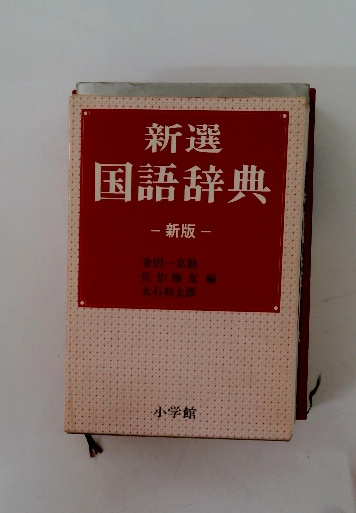 新選
国語辞典
－新版－
金田一京助
佐伯梅友 編
大石初太郎
小学館